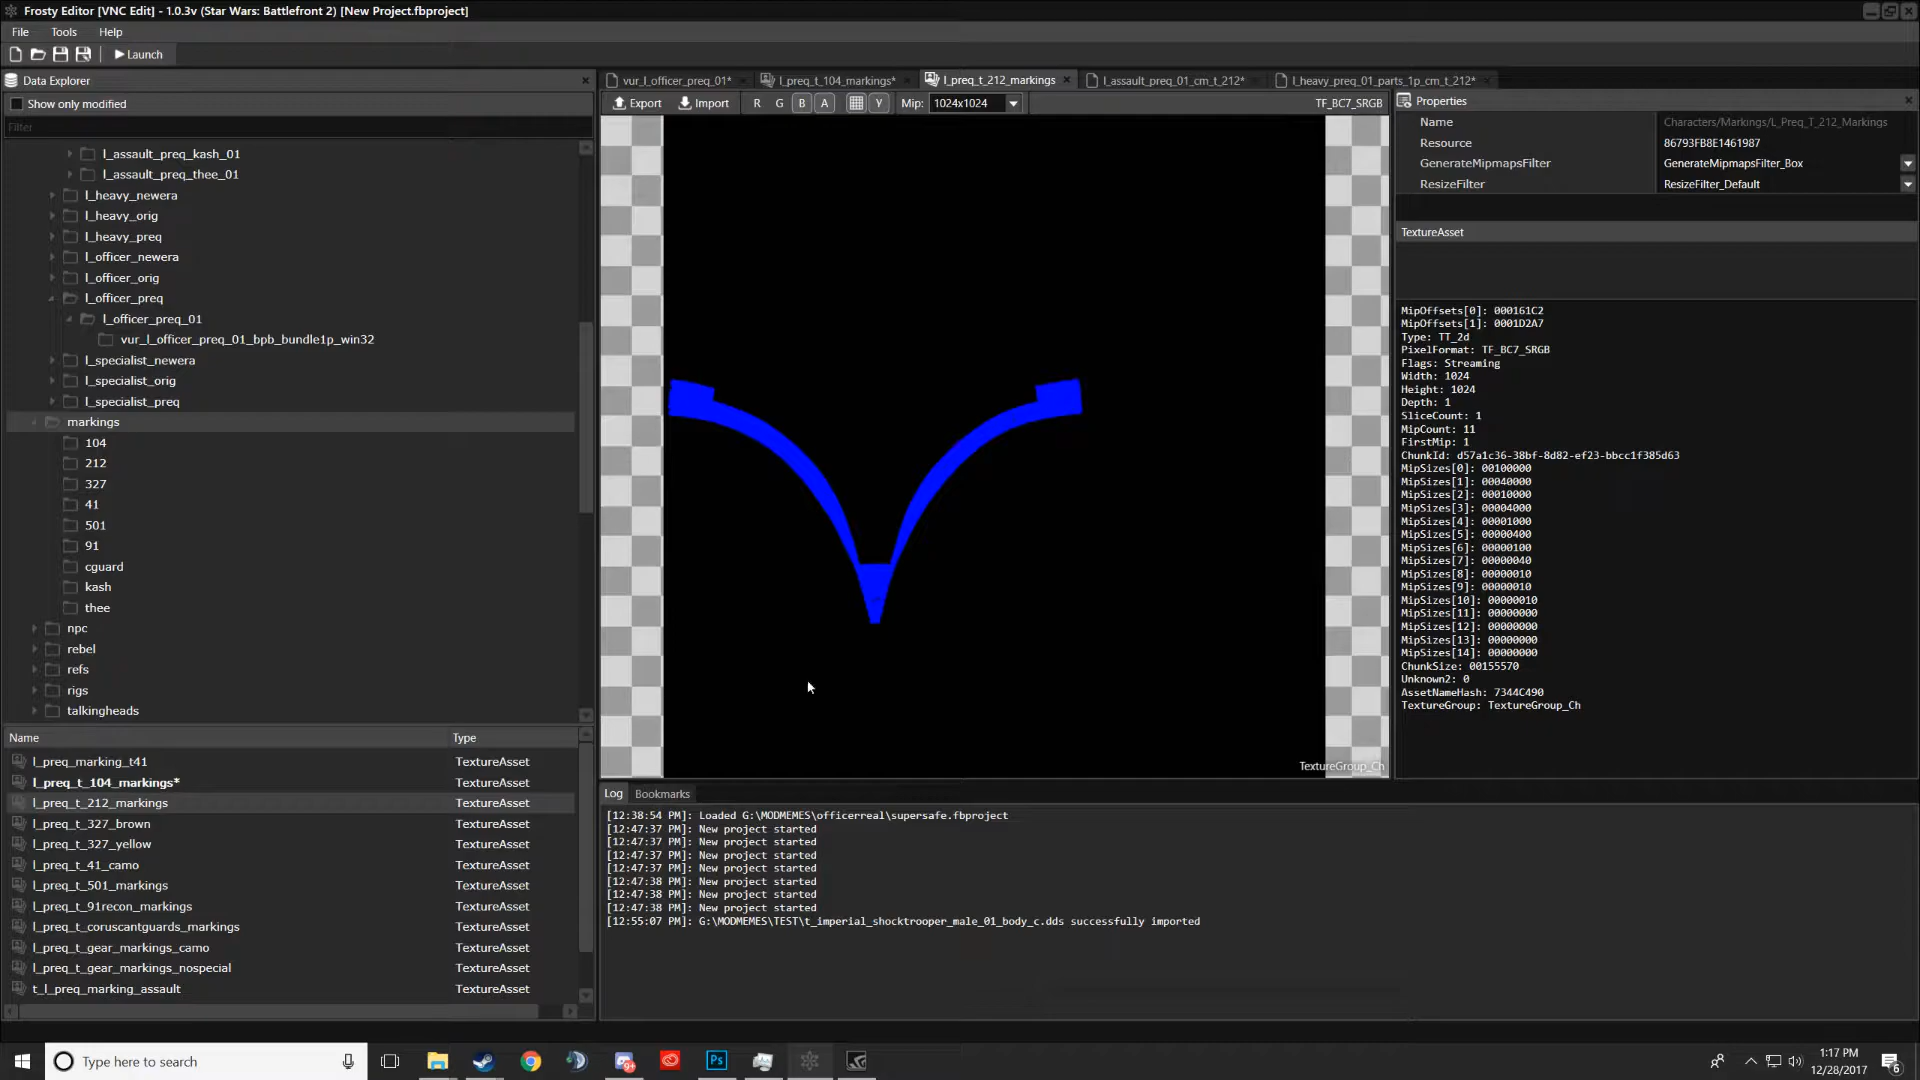 Frosty Editor [VNC Edit] - 1.0.3v (Star Wars: Battlefront 2) [New Project.fbproject]
File Tools Help
Launch
Data Explorer
Show only modified
Filter
l_assault_preq_kash_01
l_assault_preq_thee_01
l_heavy_newera
l_heavy_orig
l_heavy_preq
l_officer_newera
l_officer_orig
l_officer_preq
l_officer_preq_01
vur_l_officer_preq_01_bpb_bundle1p_win32
l_specialist_newera
l_specialist_orig
l_specialist_preq
markings
104
212
327
41
501
91
cguard
kash
thee
npc
rebel
refs
rigs
talkingheads
Name Type
l_preq_marking_t41 TextureAsset
l_preq_t_104_markings* TextureAsset
l_preq_t_212_markings TextureAsset
l_preq_t_327_brown TextureAsset
l_preq_t_327_yellow TextureAsset
l_preq_t_41_camo TextureAsset
l_preq_t_501_markings TextureAsset
l_preq_t_91recon_markings TextureAsset
l_preq_t_coruscantguards_markings TextureAsset
l_preq_t_gear_markings_camo TextureAsset
l_preq_t_gear_markings_nospecial TextureAsset
t_l_preq_marking_assault TextureAsset
vur_l_officer_preq_01* l_preq_t_104_markings* l_preq_t_212_markings l_assault_preq_01_cm_t_212* l_heavy_preq_01_parts_1p_cm_t_212*
Export Import R G B A Y Mip: 1024x1024 TF_BC7_SRGB
TextureGroup_Ch
Properties
Name Characters/Markings/L_Preq_T_212_Markings
Resource 86793FB8E1461987
GenerateMipmapsFilter GenerateMipmapsFilter_Box
ResizeFilter ResizeFilter_Default
TextureAsset
MipOffsets[0]: 000161C2
MipOffsets[1]: 0001D2A7
Type: TT_2d
PixelFormat: TF_BC7_SRGB
Flags: Streaming
Width: 1024
Height: 1024
Depth: 1
SliceCount: 1
MipCount: 11
FirstMip: 1
ChunkId: d57a1c36-38bf-8d82-ef23-bbcc1f385d63
MipSizes[0]: 00100000
MipSizes[1]: 00040000
MipSizes[2]: 00010000
MipSizes[3]: 00004000
MipSizes[4]: 00001000
MipSizes[5]: 00000400
MipSizes[6]: 00000100
MipSizes[7]: 00000040
MipSizes[8]: 00000010
MipSizes[9]: 00000010
MipSizes[10]: 00000010
MipSizes[11]: 00000000
MipSizes[12]: 00000000
MipSizes[13]: 00000000
MipSizes[14]: 00000000
ChunkSize: 00155570
Unknown2: 0
AssetNameHash: 7344C490
TextureGroup: TextureGroup_Ch
Log Bookmarks
[12:38:54 PM]: Loaded G:\MODMEMES\officerreal\supersafe.fbproject
[12:47:37 PM]: New project started
[12:47:37 PM]: New project started
[12:47:37 PM]: New project started
[12:47:37 PM]: New project started
[12:47:38 PM]: New project started
[12:47:38 PM]: New project started
[12:47:38 PM]: New project started
[12:55:07 PM]: G:\MODMEMES\TEST\t_imperial_shocktrooper_male_01_body_c.dds successfully imported
Type here to search
Ps
1:17 PM
12/28/2017
6